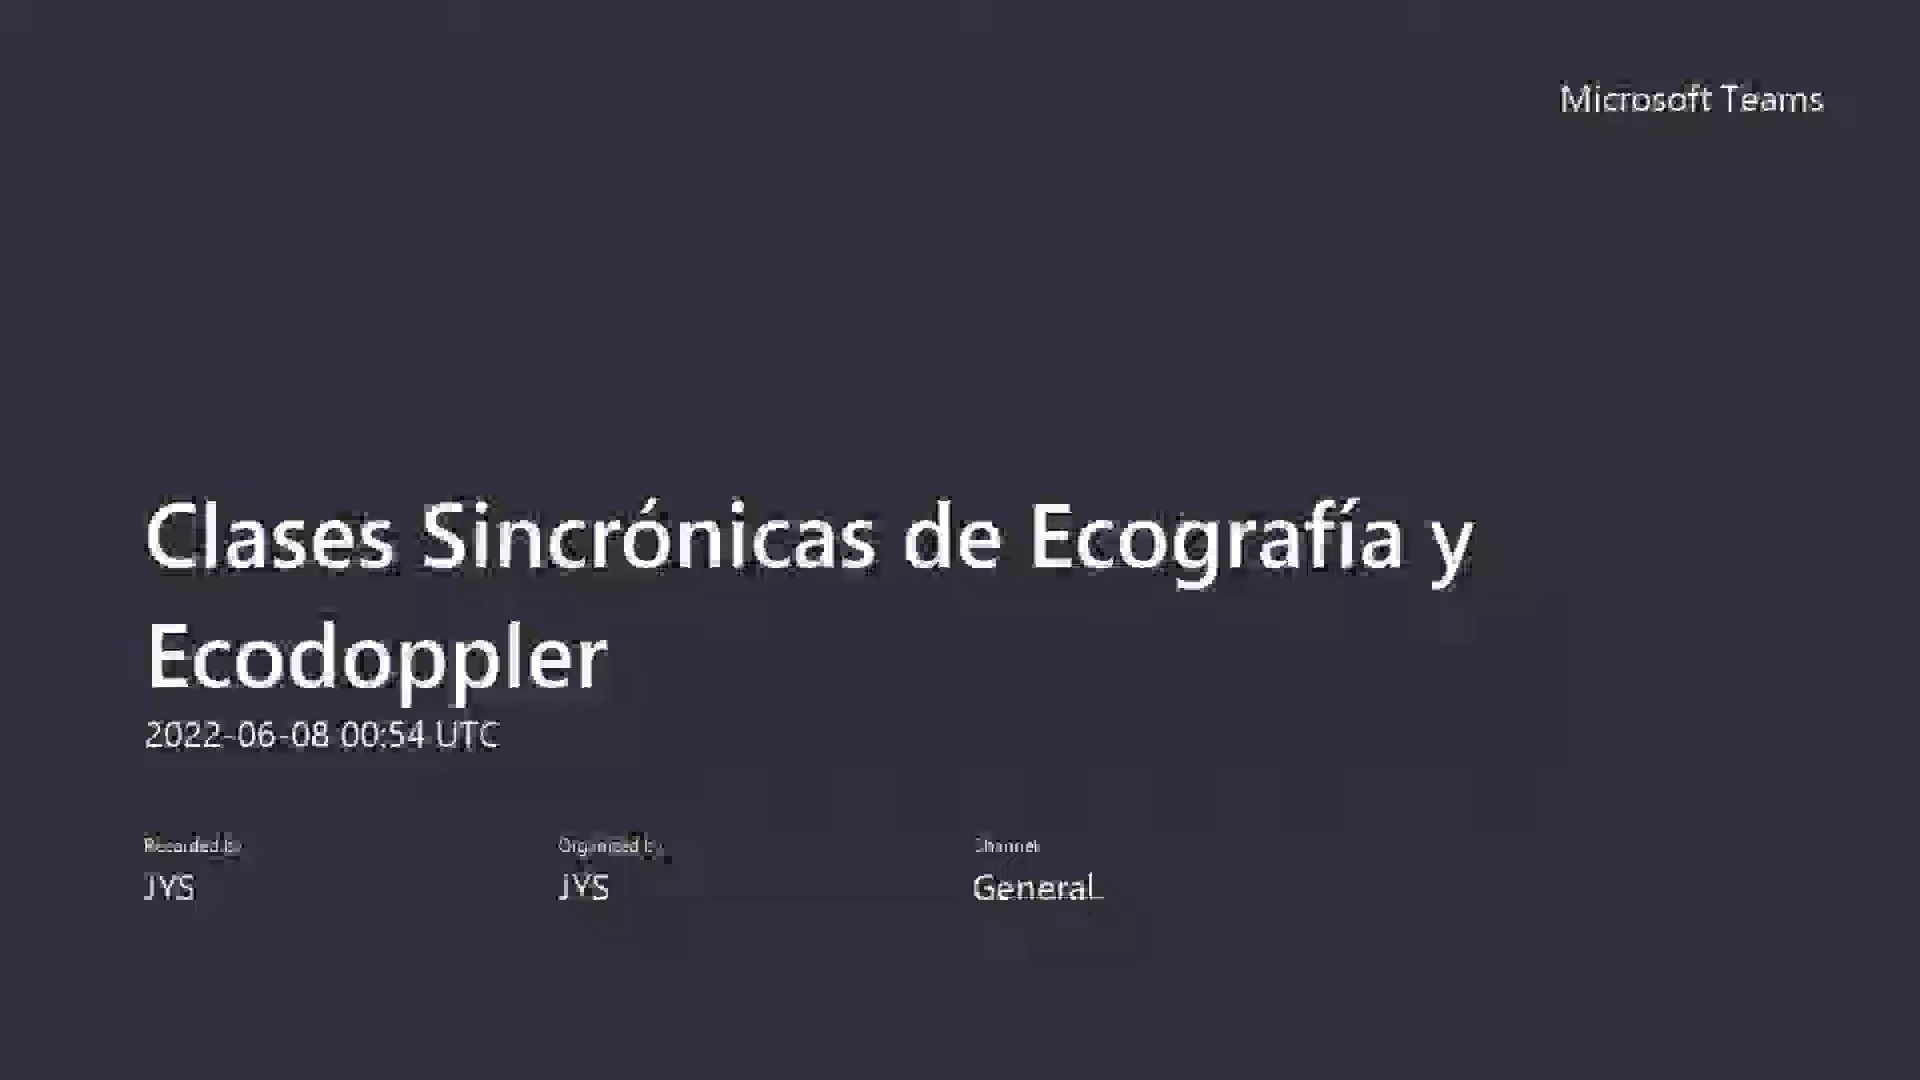 Microsoft Teams
Clases Sincrónicas de Ecografía y
Ecodoppler
2022-06-08 00:54 UTC
Recorded by
Organized by
Channel
JYS
JYS
General